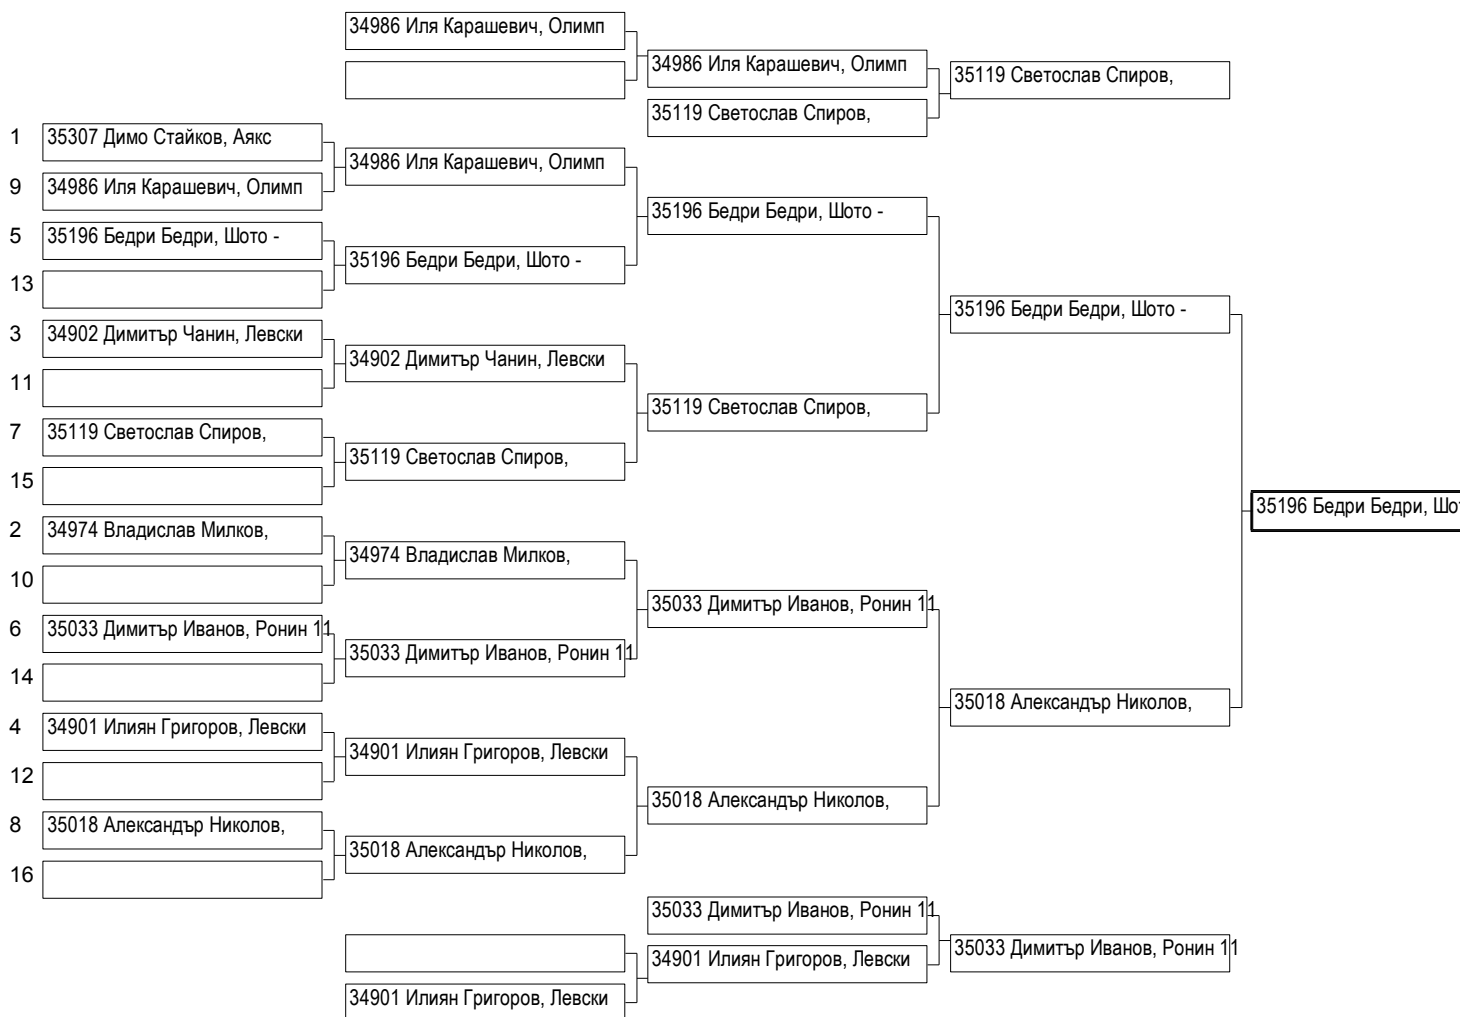 34986 Иля Карашевич, Олимп
34986 Иля Карашевич, Олимп
35119 Светослав Спиров,
35119 Светослав Спиров,
1 35307 Димо Стайков, Аякс
34986 Иля Карашевич, Олимп
9 34986 Иля Карашевич, Олимп
35196 Бедри Бедри, Шото -
5 35196 Бедри Бедри, Шото -
35196 Бедри Бедри, Шото -
13
35196 Бедри Бедри, Шото -
3 34902 Димитър Чанин, Левски
34902 Димитър Чанин, Левски
11
35119 Светослав Спиров,
7 35119 Светослав Спиров,
35119 Светослав Спиров,
15
35196 Бедри Бедри, Шо
2 34974 Владислав Милков,
34974 Владислав Милков,
10
35033 Димитър Иванов, Ронин 11
6 35033 Димитър Иванов, Ронин 11
35033 Димитър Иванов, Ронин 11
14
35018 Александър Николов,
4 34901 Илиян Григоров, Левски
34901 Илиян Григоров, Левски
12
35018 Александър Николов,
8 35018 Александър Николов,
35018 Александър Николов,
16
35033 Димитър Иванов, Ронин 11
35033 Димитър Иванов, Ронин 11
34901 Илиян Григоров, Левски
34901 Илиян Григоров, Левски